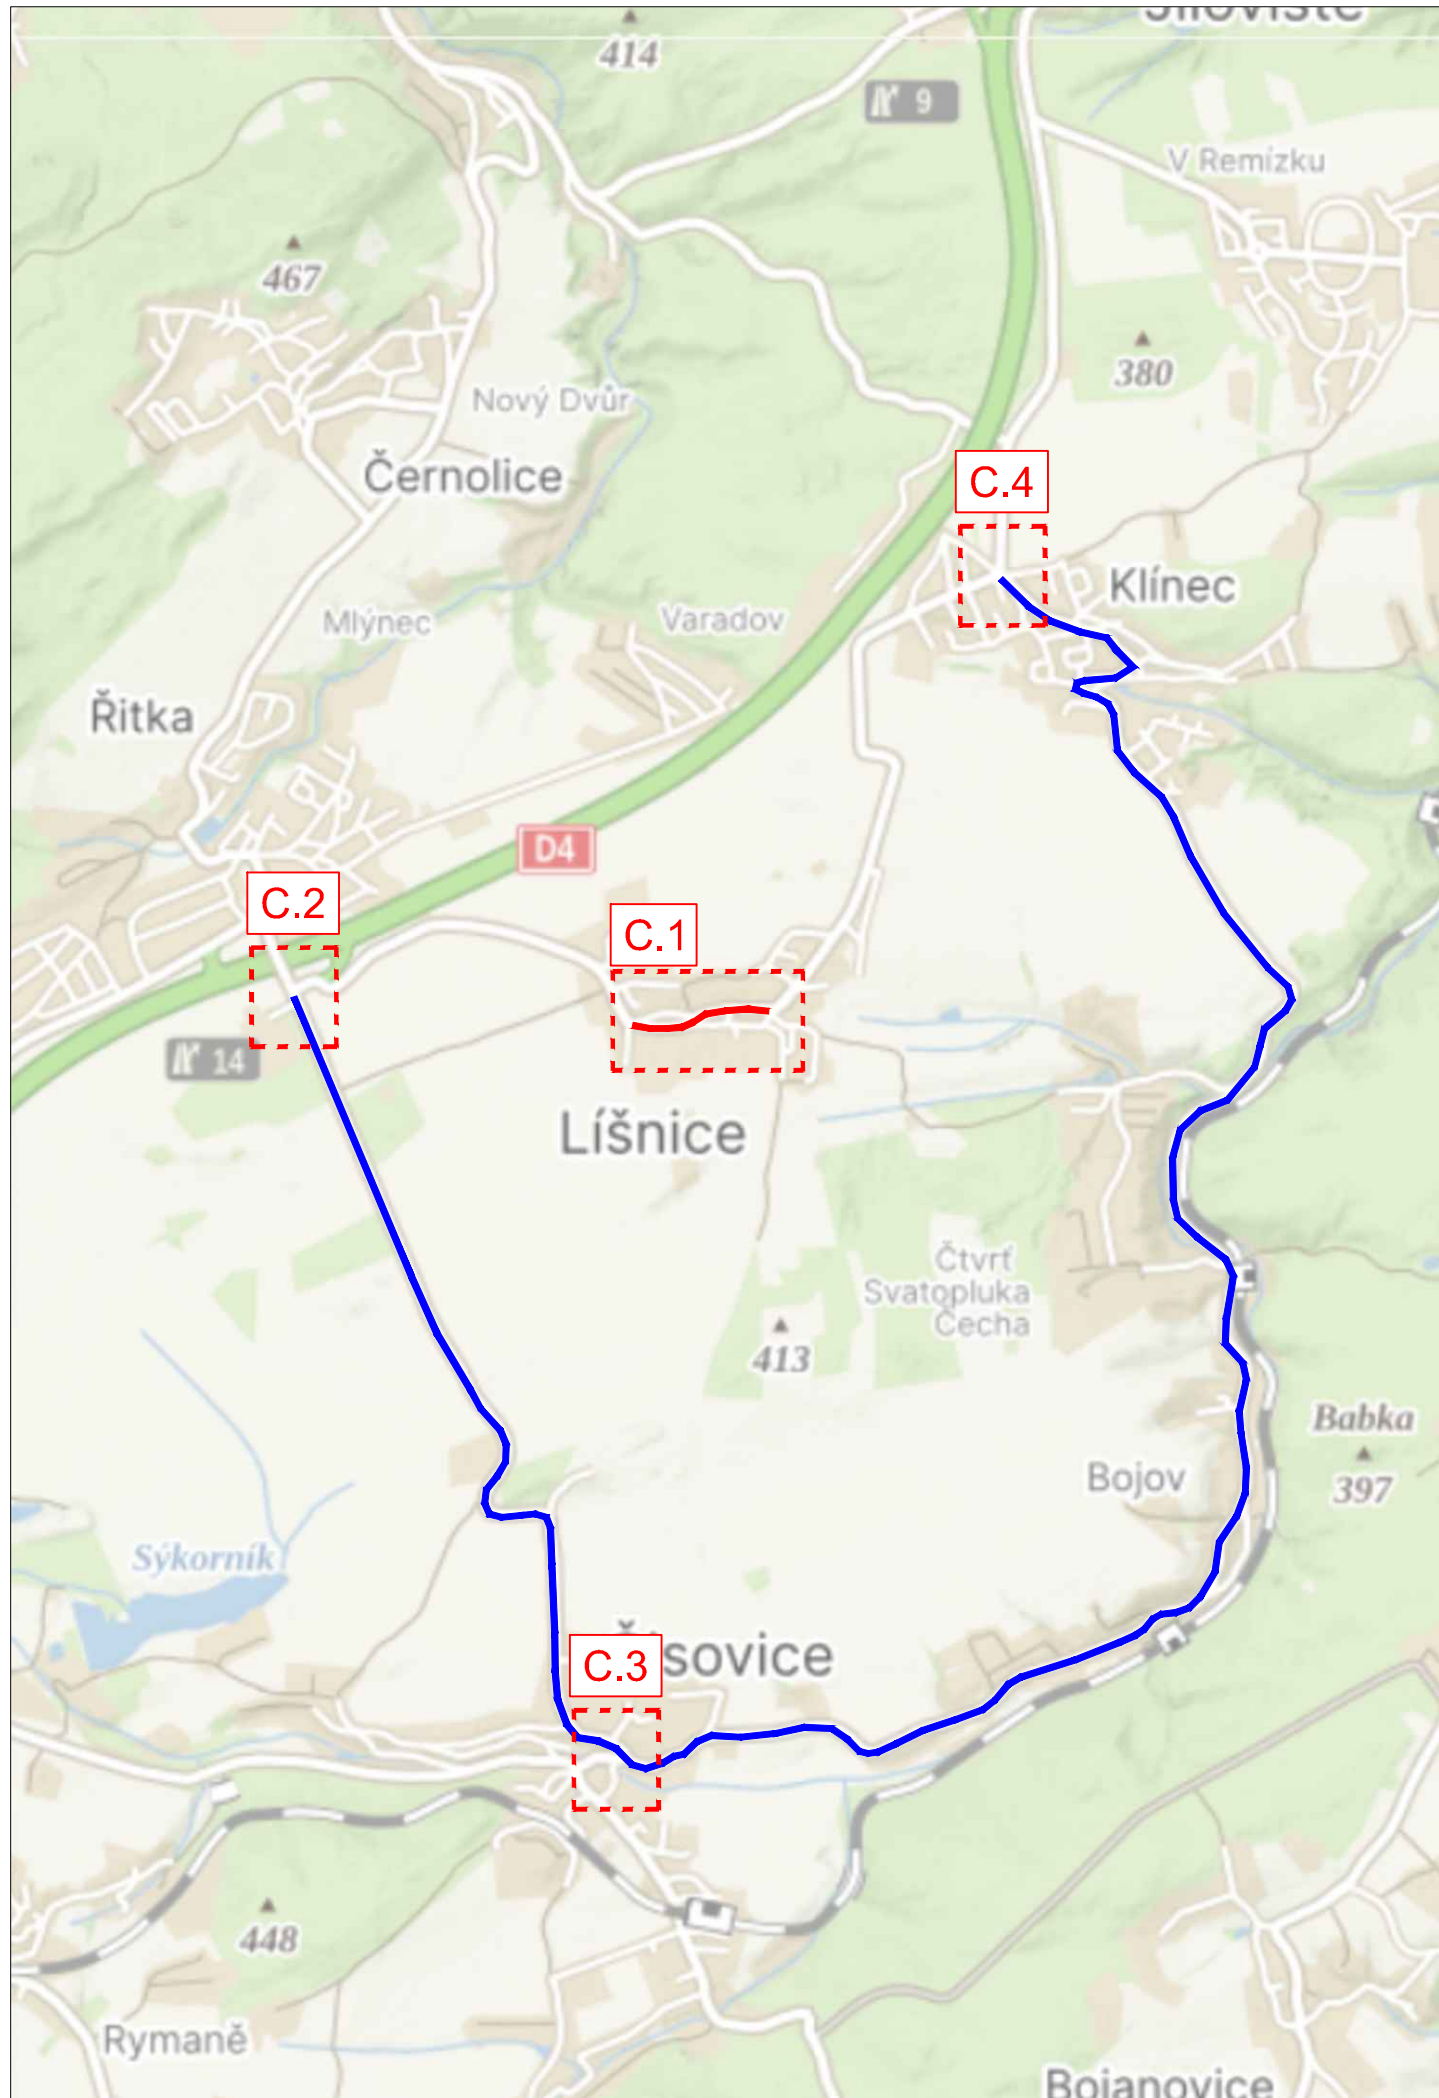 414
9
V Remízku
467
380
Nový Dvůr
Černolice
C.4
Klínec
Mlýnec
Varadov
Řitka
D4
C.2
C.1
14
Líšnice
Čtvrť
Svatopluka
Čecha
413
Babka
397
Bojov
Sýkorník
sovice
C.3
448
Rymaně
Bojanovice